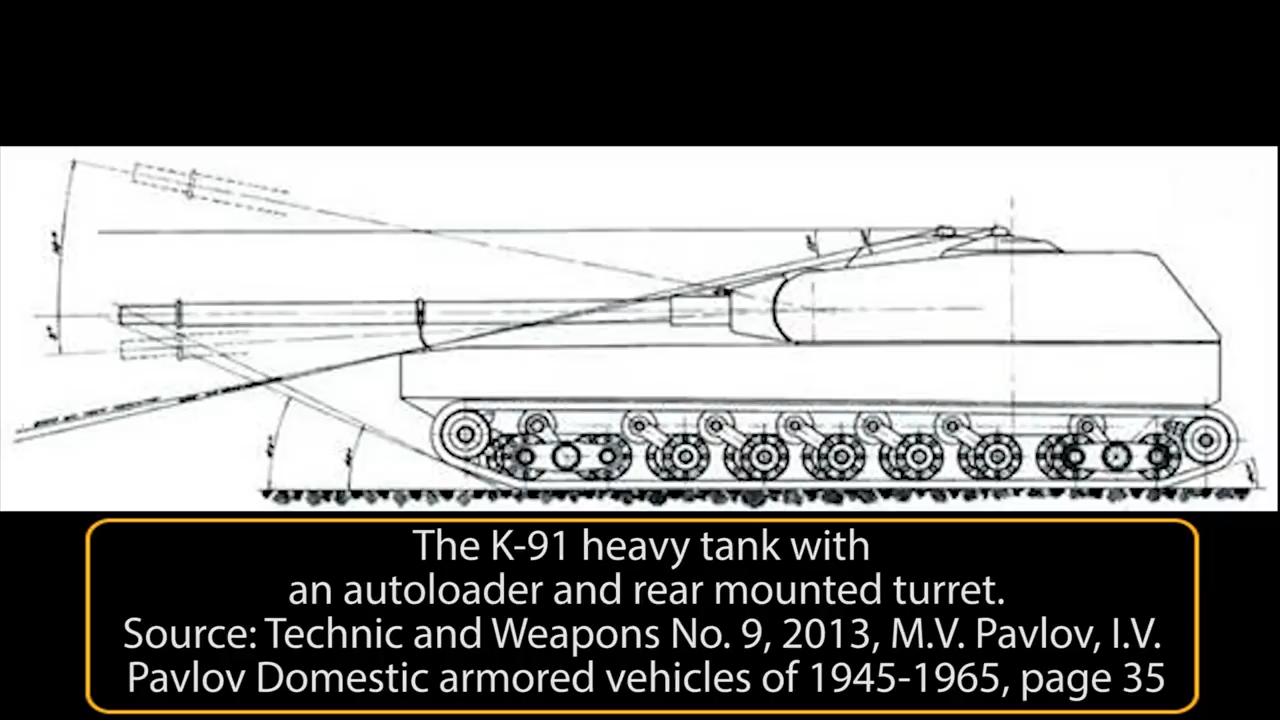 The K-91 heavy tank with
an autoloader and rear mounted turret.
Source: Technic and Weapons No. 9, 2013, M.V. Pavlov, I.V.
Pavlov Domestic armored vehicles of 1945-1965, page 35